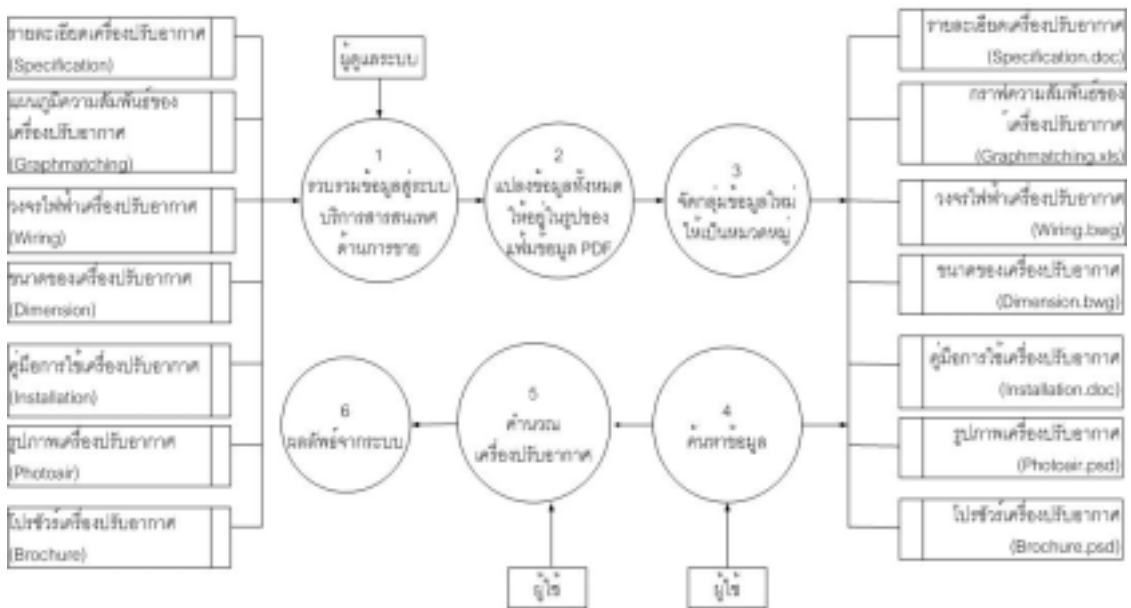 รายละเอียดเครื่องปรับอากาศ
(Specification)
แผนภูมิความสัมพันธ์ของ
เครื่องปรับอากาศ
(Graphmatching)
วงจรไฟฟ้าเครื่องปรับอากาศ
(Wiring)
ขนาดของเครื่องปรับอากาศ
(Dimension)
คู่มือการใช้เครื่องปรับอากาศ
(Installation)
รูปภาพเครื่องปรับอากาศ
(Photoair)
โปรชัวร์เครื่องปรับอากาศ
(Brochure)
ผู้ดูแลระบบ
1
รวบรวมข้อมูลสู่ระบบ
บริการสารสนเทศ
ด้านการขาย
2
แปลงข้อมูลทั้งหมด
ให้อยู่ในรูปของ
แฟ้มข้อมูล PDF
3
จัดกลุ่มข้อมูลใหม่
ให้เป็นหมวดหมู่
6
ผลลัพธ์จากระบบ
5
คำนวณ
เครื่องปรับอากาศ
4
ค้นหาข้อมูล
ผู้ใช้
ผู้ใช้
รายละเอียดเครื่องปรับอากาศ
(Specification.doc)
กราฟความสัมพันธ์ของ
เครื่องปรับอากาศ
(Graphmatching.xls)
วงจรไฟฟ้าเครื่องปรับอากาศ
(Wiring.bwg)
ขนาดของเครื่องปรับอากาศ
(Dimension.bwg)
คู่มือการใช้เครื่องปรับอากาศ
(Installation.doc)
รูปภาพเครื่องปรับอากาศ
(Photoair.psd)
โปรชัวร์เครื่องปรับอากาศ
(Brochure.psd)